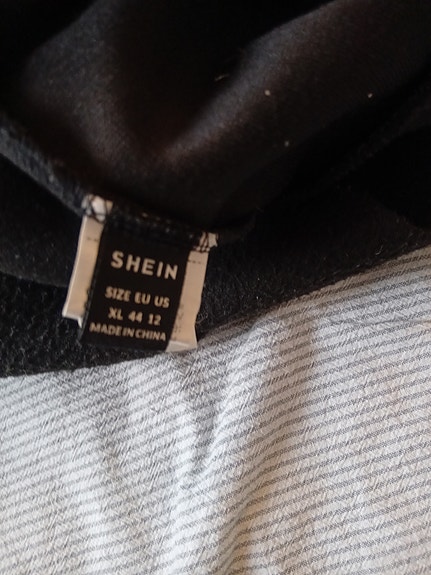 SHEIN
SIZE EU US
XL 44 12
MADE IN CHINA